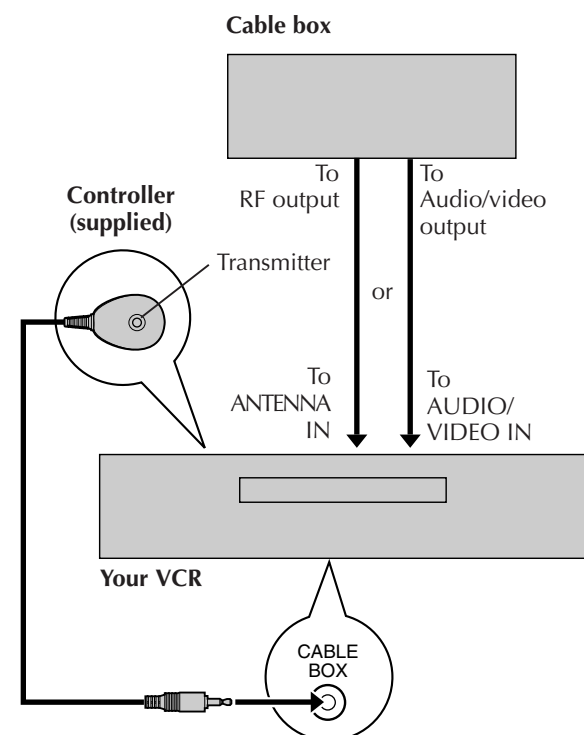 Cable box
To
RF output
To
Audio/video
output
Controller
(supplied)
Transmitter
or
To
ANTENNA
IN
To
AUDIO/
VIDEO IN
Your VCR
CABLE
BOX